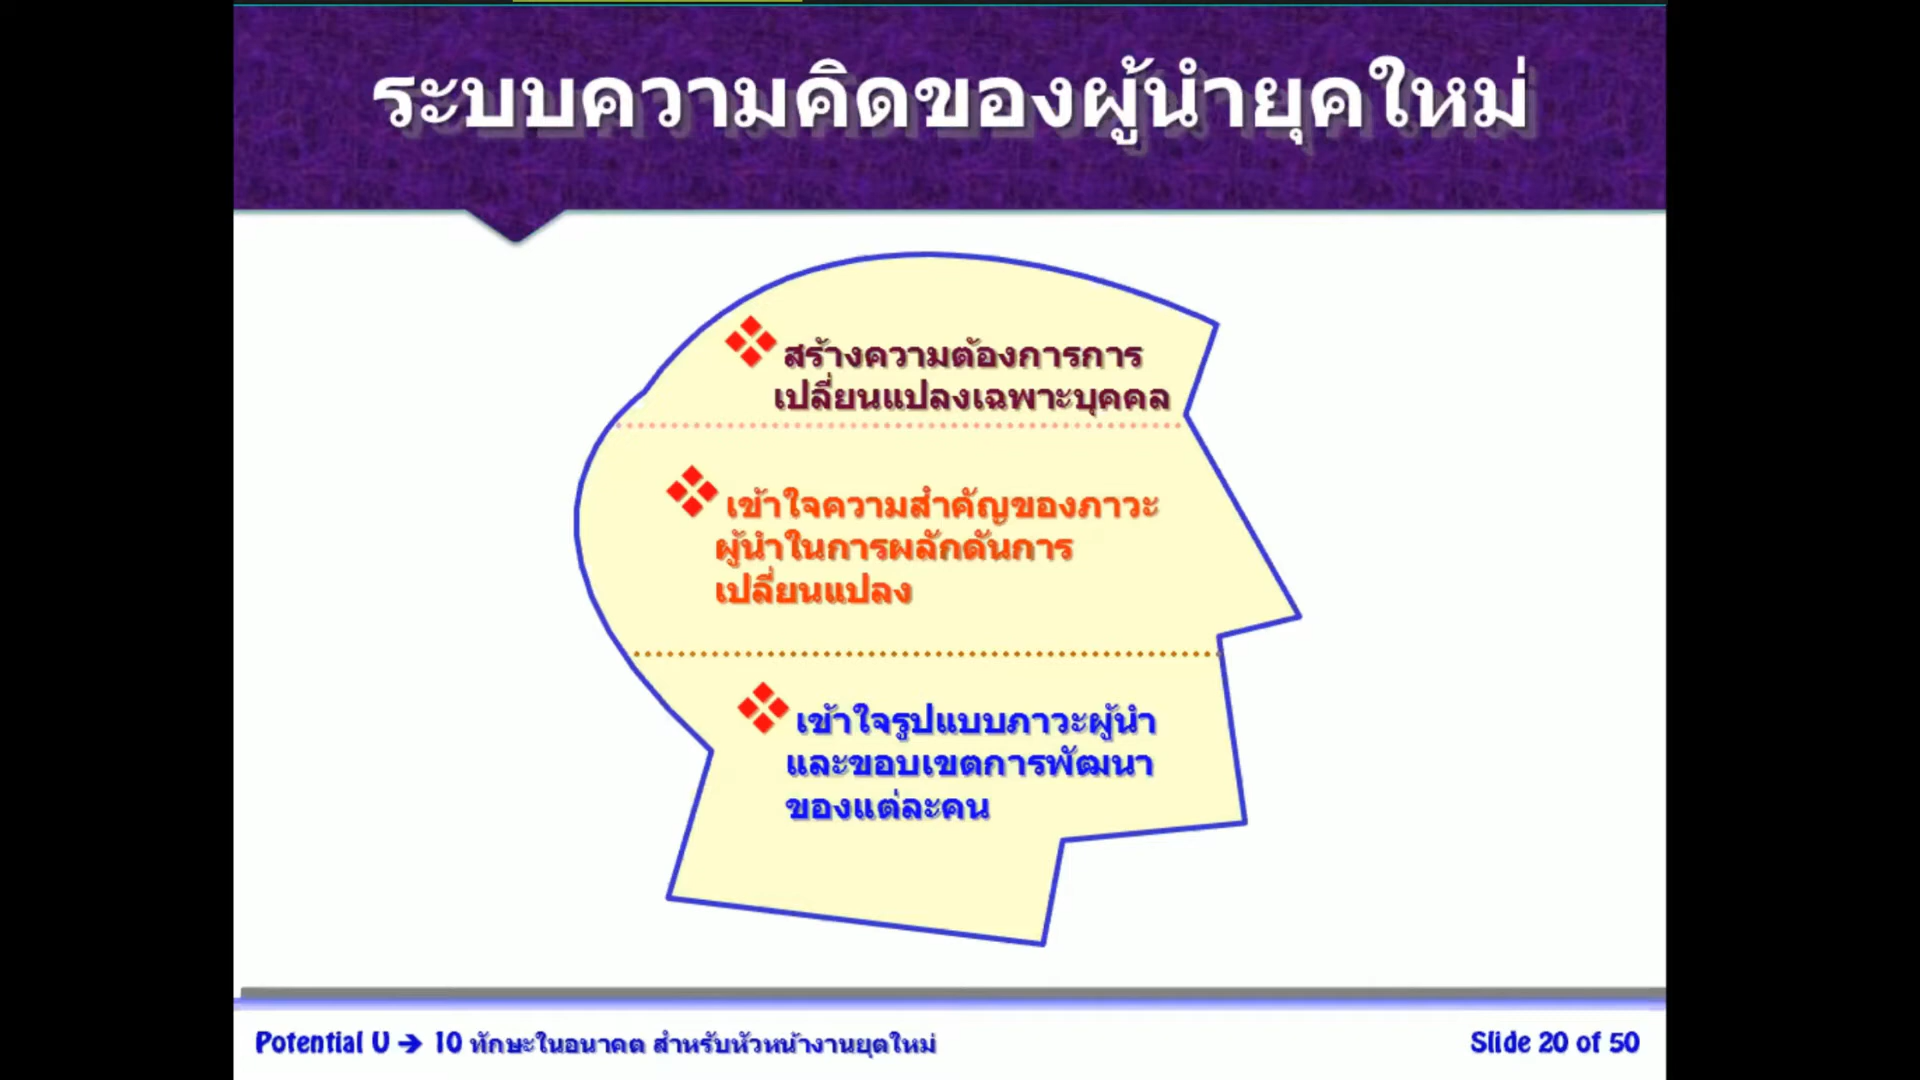 ระบบความคิดของผู้นำยุคใหม่
สร้างความต้องการการ
เปลี่ยนแปลงเฉพาะบุคคล
เข้าใจความสำคัญของภาวะ
ผู้นำในการผลักดันการ
เปลี่ยนแปลง
เข้าใจรูปแบบภาวะผู้นำ
และขอบเขตการพัฒนา
ของแต่ละคน
Potential U → 10 ทักษะในอนาคต สำหรับหัวหน้างานยุคใหม่
Slide 20 of 50